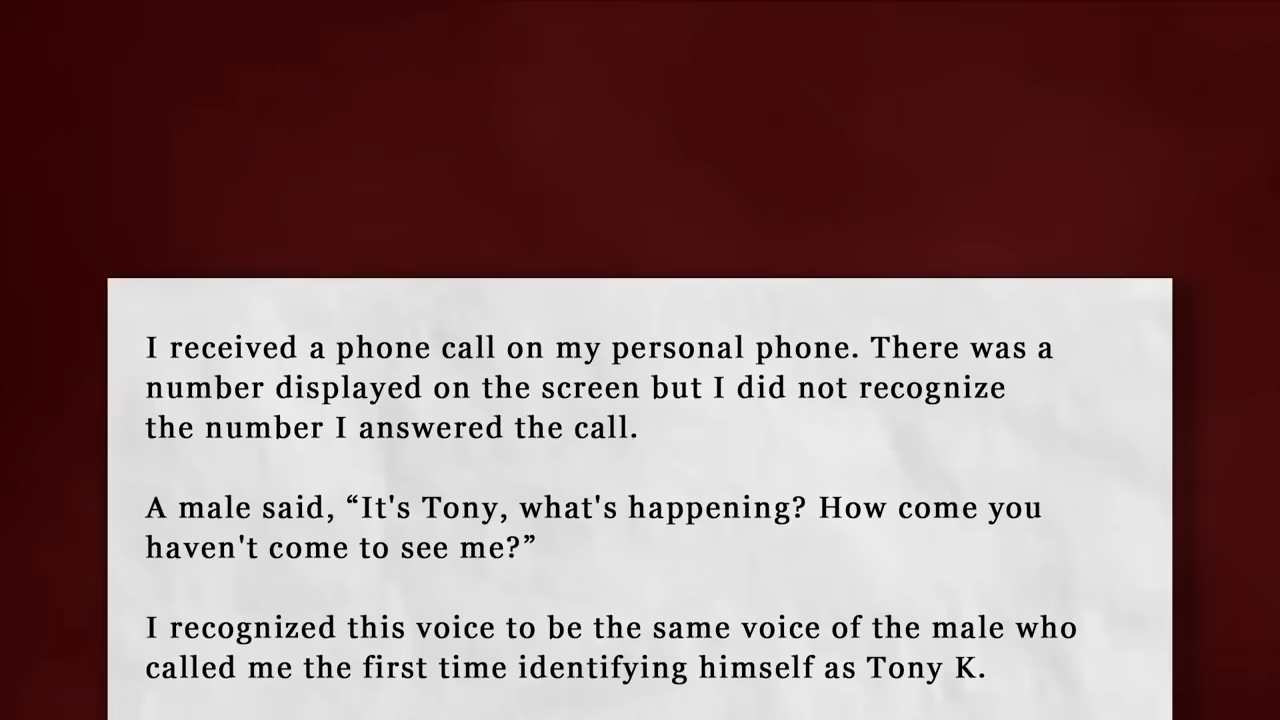 I received a phone call on my personal phone. There was a
number displayed on the screen but I did not recognize
the number I answered the call.
A male said, “It's Tony, what's happening? How come you
haven't come to see me?”
I recognized this voice to be the same voice of the male who
called me the first time identifying himself as Tony K.